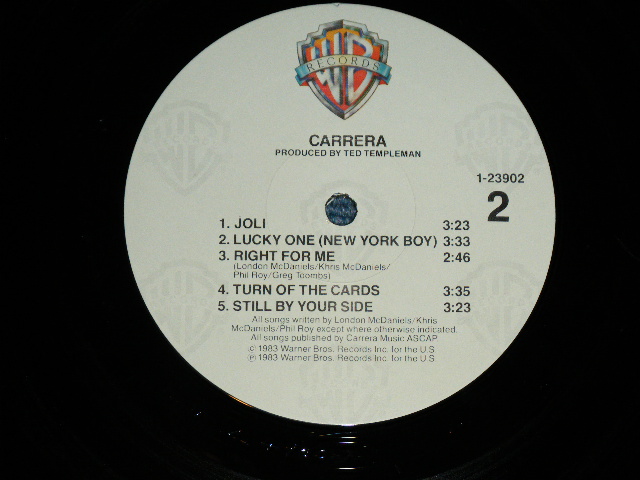 WB
RECORDS
CARRERA
PRODUCED BY TED TEMPLEMAN
1-23902
2
1. JOLI 3:23
2. LUCKY ONE (NEW YORK BOY) 3:33
3. RIGHT FOR ME 2:46
(London McDaniels/Khris McDaniels/
Phil Roy/Greg Toombs)
4. TURN OF THE CARDS 3:35
5. STILL BY YOUR SIDE 3:23
All songs written by London McDaniels/Khris
McDaniels/Phil Roy except where otherwise indicated.
All songs published by Carrera Music ASCAP
© 1983 Warner Bros. Records Inc. for the U.S
℗ 1983 Warner Bros. Records Inc. for the U.S